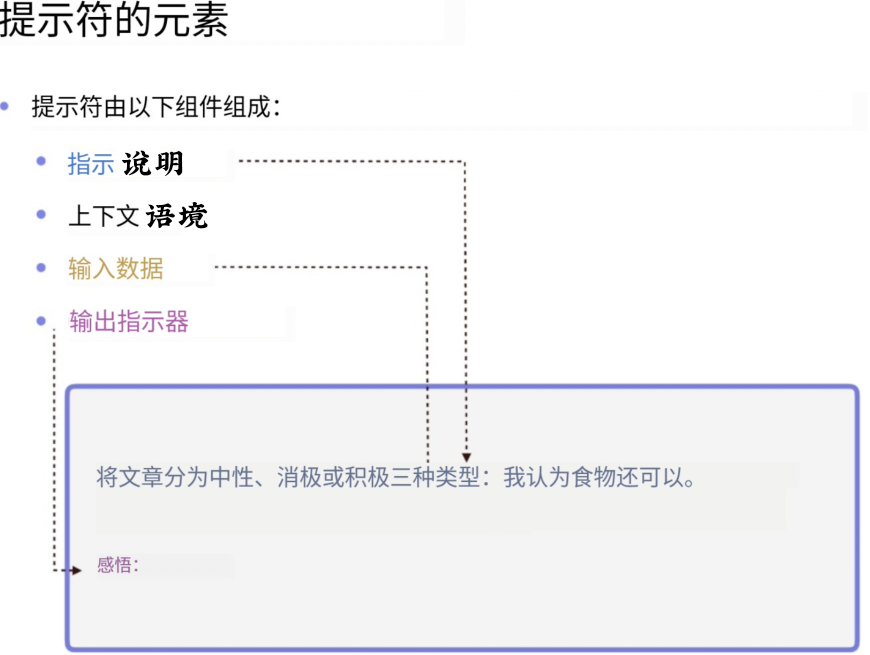 提示符的元素
提示符由以下组件组成：
指示 说明
上下文 语境
输入数据
输出指示器
将文章分为中性、消极或积极三种类型：我认为食物还可以。
感悟：